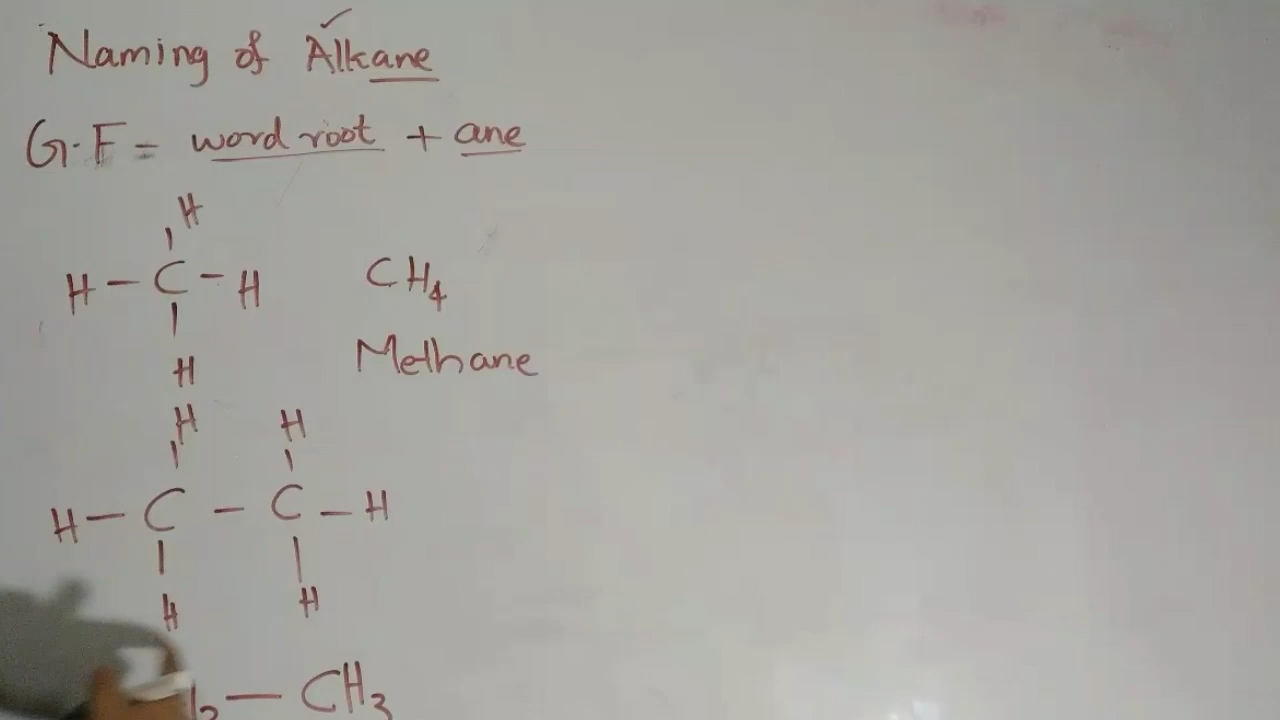 Naming of Alkane
G.F = word root + ane
H
H - C - H CH4
H
Methane
H H
H - C - C - H
H H
— CH3